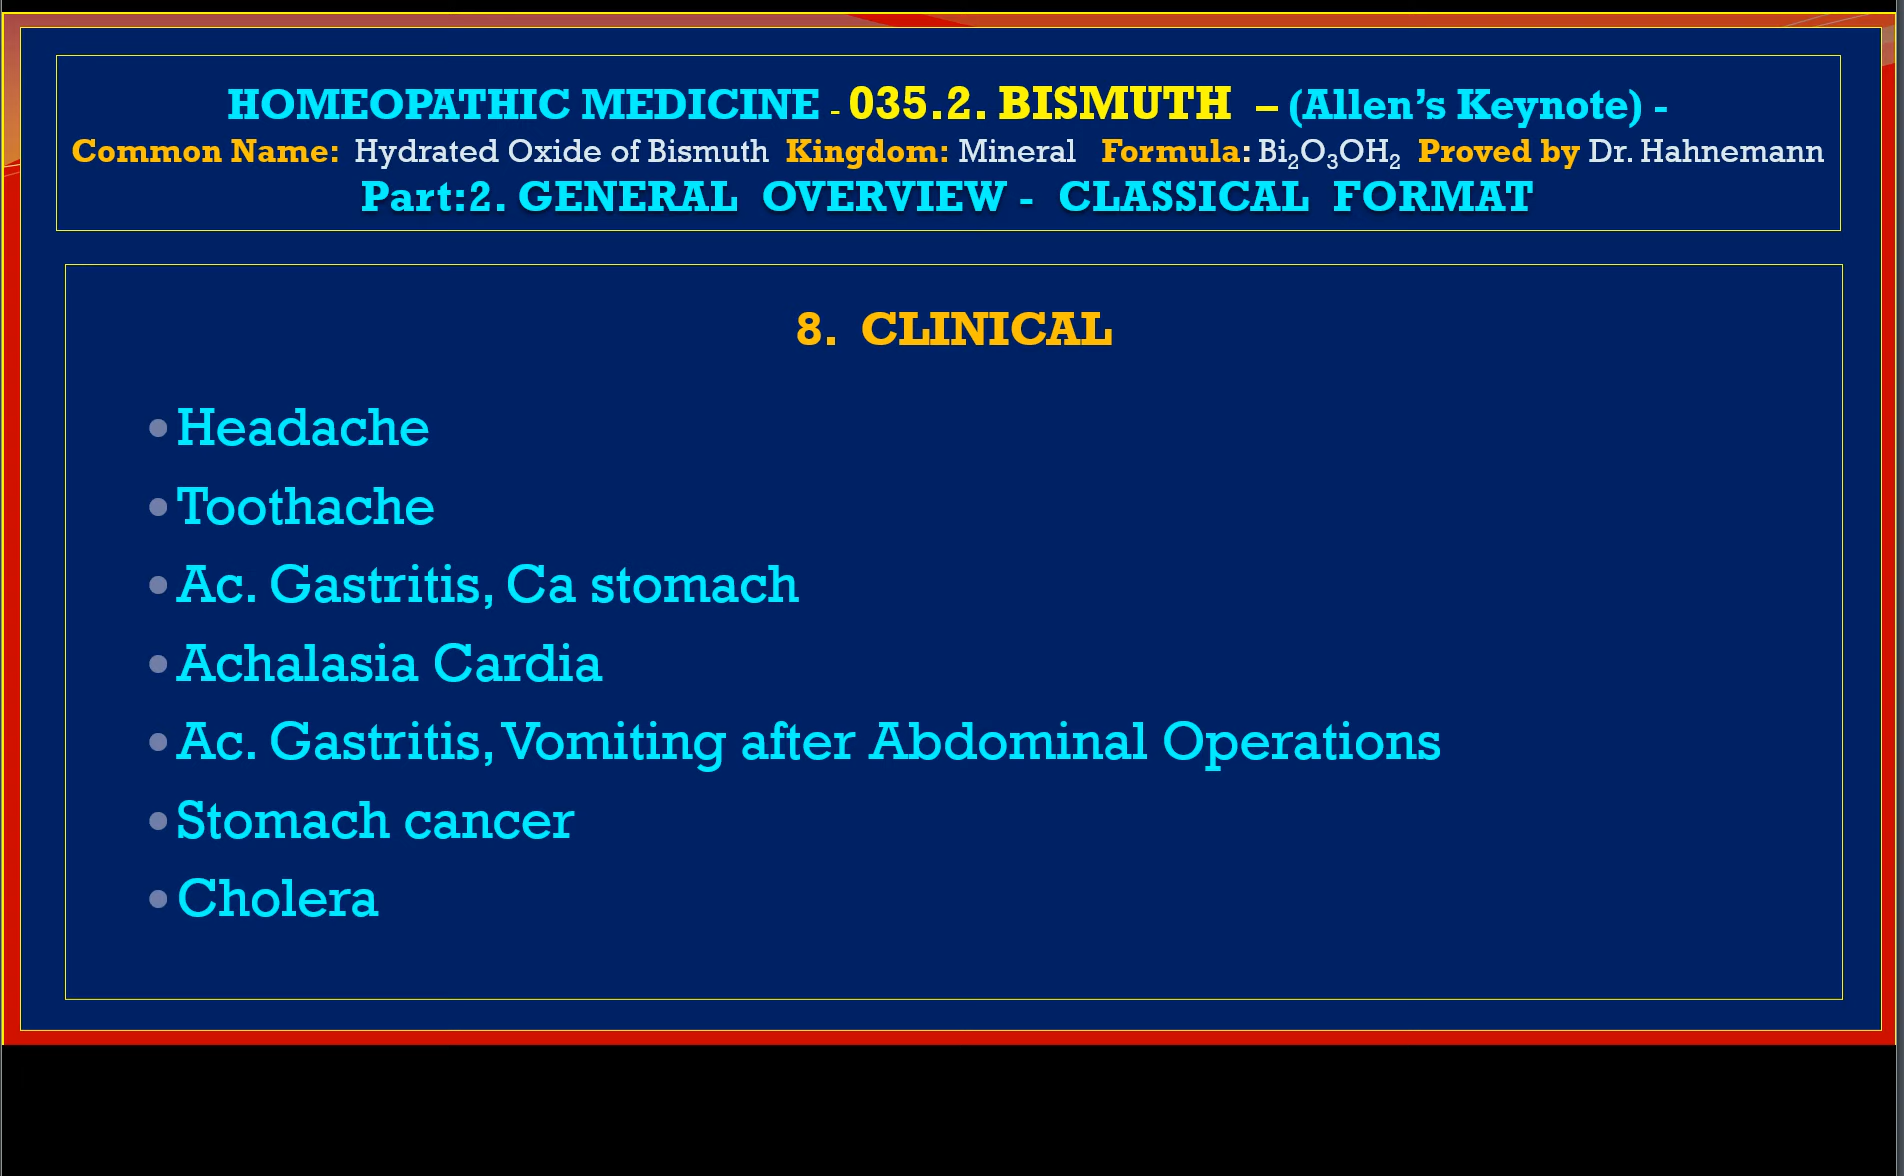 HOMEOPATHIC MEDICINE - 035.2. BISMUTH – (Allen’s Keynote) -
Common Name: Hydrated Oxide of Bismuth Kingdom: Mineral Formula: Bi₂O₃OH₂ Proved by Dr. Hahnemann
Part:2. GENERAL OVERVIEW - CLASSICAL FORMAT
8. CLINICAL
• Headache
• Toothache
• Ac. Gastritis, Ca stomach
• Achalasia Cardia
• Ac. Gastritis, Vomiting after Abdominal Operations
• Stomach cancer
• Cholera